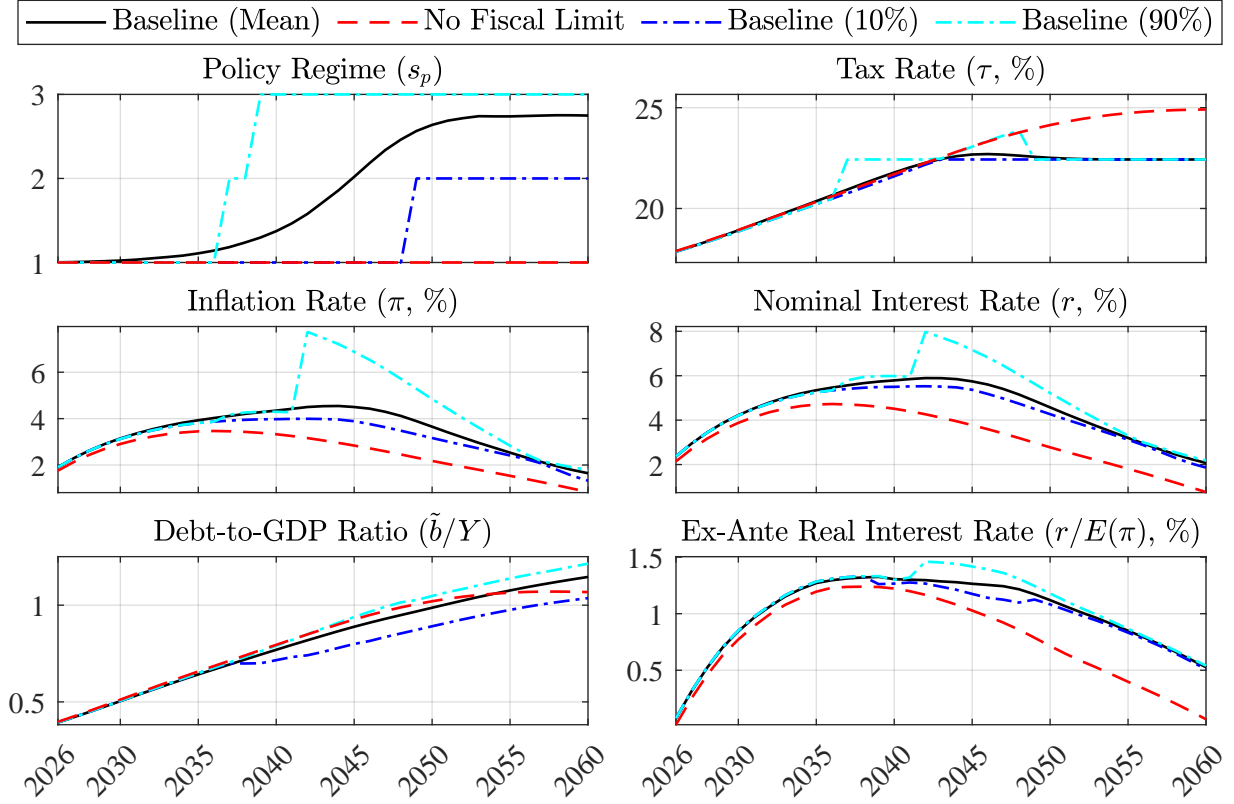 Baseline (Mean) No Fiscal Limit Baseline (10%) Baseline (90%)
Policy Regime (s_p)
3
2
1
Tax Rate (τ, %)
25
20
Inflation Rate (π, %)
6
4
2
Nominal Interest Rate (r, %)
8
6
4
2
Debt-to-GDP Ratio (b̃/Y)
1
0.5
2026 2030 2035 2040 2045 2050 2055 2060
Ex-Ante Real Interest Rate (r/E(π), %)
1.5
1
0.5
2026 2030 2035 2040 2045 2050 2055 2060